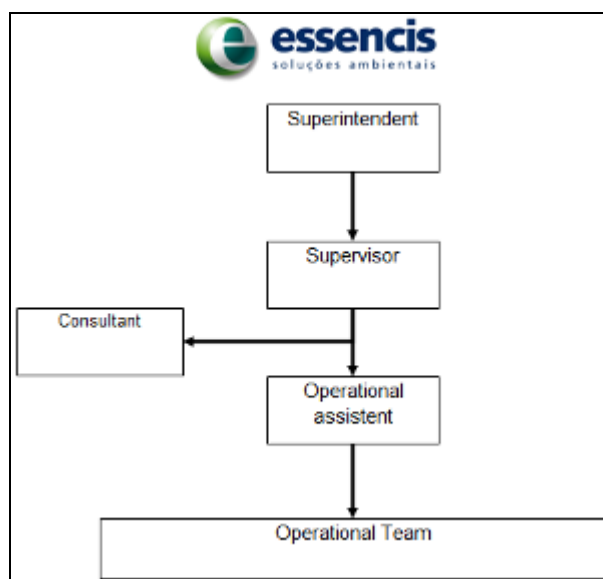 essencis
soluções ambientais
Superintendent
Supervisor
Consultant
Operational
assistent
Operational Team